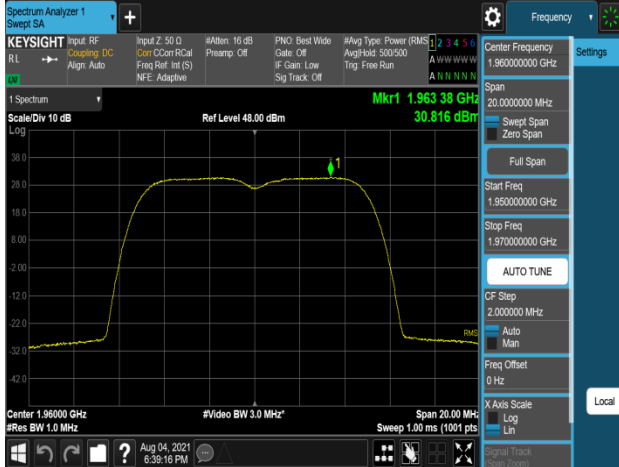 Spectrum Analyzer 1
Swept SA
+
Frequency
KEYSIGHT
RL
Input: RF
Coupling: DC
Align: Auto
Input Z: 50 Ω
Corr CCorr RCal
Freq Ref: Int (S)
NFE: Adaptive
#Atten: 16 dB
Preamp: Off
PNO: Best Wide
Gate: Off
IF Gain: Low
Sig Track: Off
#Avg Type: Power (RMS
Avg|Hold: 500/500
Trig: Free Run
1 2 3 4 5 6
A W W W W W
A N N N N N
1 Spectrum
Scale/Div 10 dB
Log
Ref Level 48.00 dBm
Mkr1 1.963 38 GHz
30.816 dBm
1
38.0
28.0
18.0
8.00
-2.00
-12.0
-22.0
-32.0
-42.0
RMS
Center 1.96000 GHz
#Res BW 1.0 MHz
#Video BW 3.0 MHz*
Span 20.00 MHz
Sweep 1.00 ms (1001 pts
?
Aug 04, 2021
6:39:16 PM
Center Frequency
1.960000000 GHz
Span
20.0000000 MHz
Swept Span
Zero Span
Full Span
Start Freq
1.950000000 GHz
Stop Freq
1.970000000 GHz
AUTO TUNE
CF Step
2.000000 MHz
Auto
Man
Freq Offset
0 Hz
X Axis Scale
Log
Lin
Signal Track
(Span Zoom)
Settings
Local